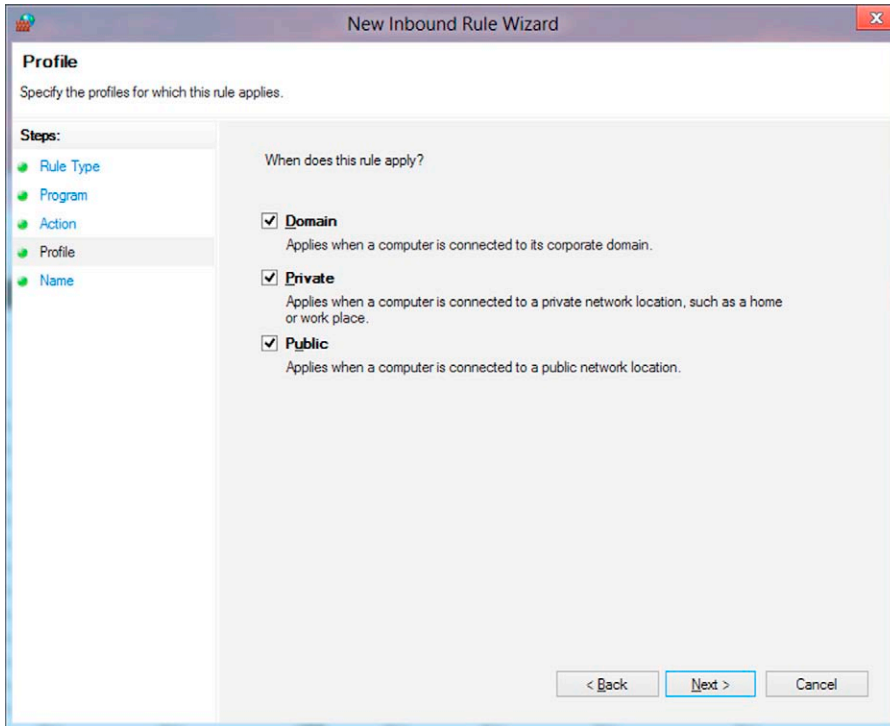 New Inbound Rule Wizard
X
Profile
Specify the profiles for which this rule applies.
Steps:
Rule Type
Program
Action
Profile
Name
When does this rule apply?
Domain
Applies when a computer is connected to its corporate domain.
Private
Applies when a computer is connected to a private network location, such as a home
or work place.
Public
Applies when a computer is connected to a public network location.
< Back
Next >
Cancel